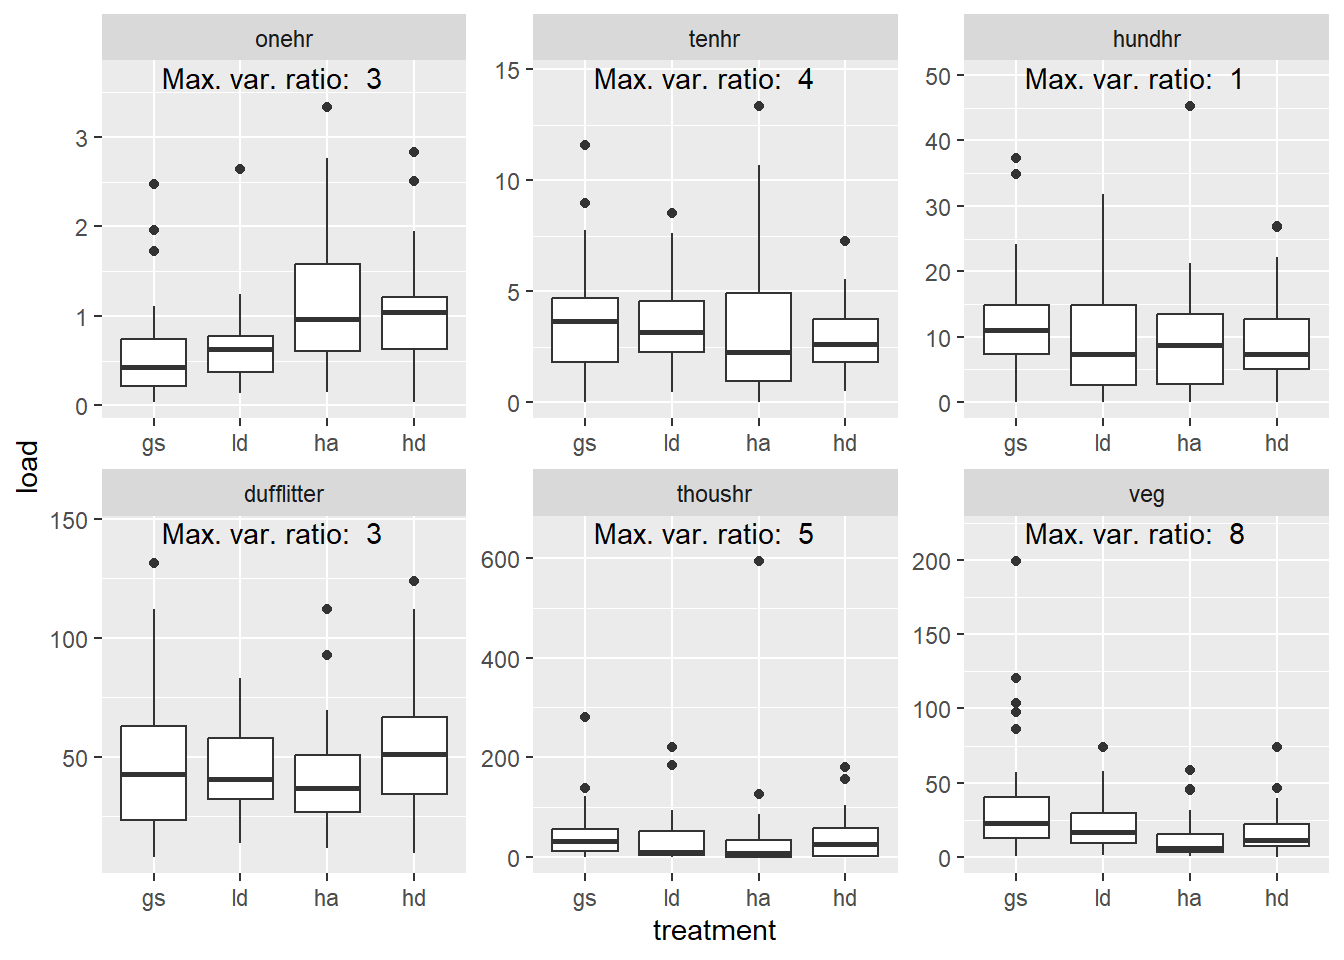 onehr
tenhr
hundhr
Max. var. ratio: 3
Max. var. ratio: 4
Max. var. ratio: 1
3
2
1
0
15
10
5
0
50
40
30
20
10
0
gs ld ha hd
gs ld ha hd
gs ld ha hd
load
dufflitter
thoushr
veg
Max. var. ratio: 3
Max. var. ratio: 5
Max. var. ratio: 8
150
100
50
600
400
200
0
200
150
100
50
0
gs ld ha hd
gs ld ha hd
gs ld ha hd
treatment